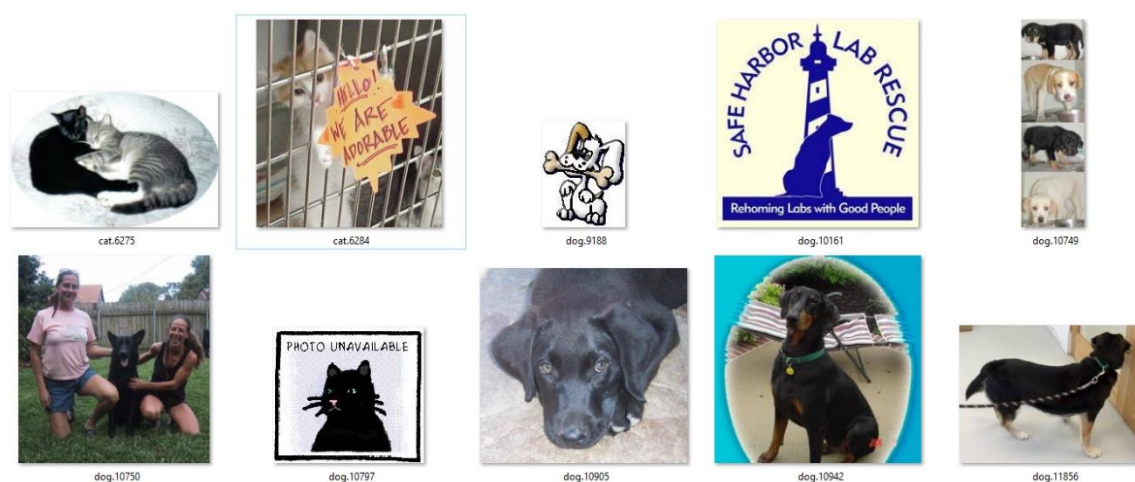 HELLO!
WE ARE
ADORABLE
SAFE HARBOR LAB RESCUE
Rehoming Labs with Good People
cat.6275
cat.6284
dog.9188
dog.10161
dog.10749
PHOTO UNAVAILABLE
dog.10750
dog.10797
dog.10905
dog.10942
dog.11856